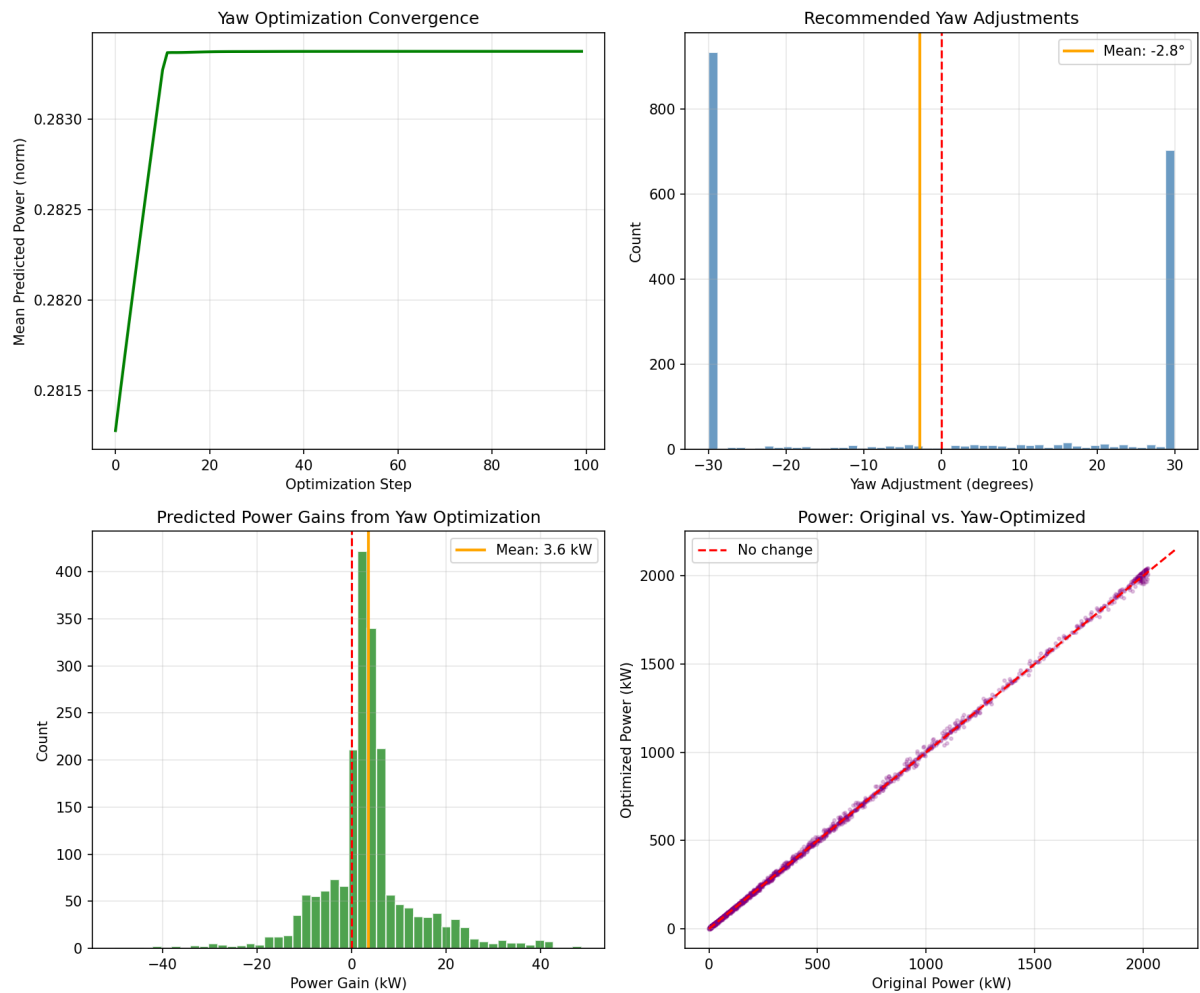 Yaw Optimization Convergence
Mean Predicted Power (norm)
0.2830
0.2825
0.2820
0.2815
0 20 40 60 80 100
Optimization Step
Recommended Yaw Adjustments
Mean: -2.8°
Count
800
600
400
200
0
−30 −20 −10 0 10 20 30
Yaw Adjustment (degrees)
Predicted Power Gains from Yaw Optimization
Mean: 3.6 kW
Count
400
350
300
250
200
150
100
50
0
−40 −20 0 20 40
Power Gain (kW)
Power: Original vs. Yaw-Optimized
No change
Optimized Power (kW)
2000
1500
1000
500
0
0 500 1000 1500 2000
Original Power (kW)